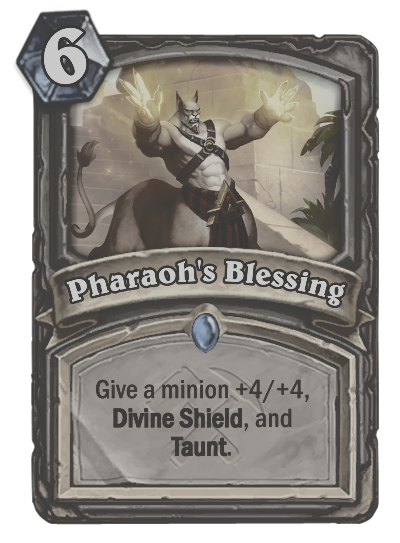 6
Pharaoh's Blessing
Give a minion +4/+4,
Divine Shield, and
Taunt.